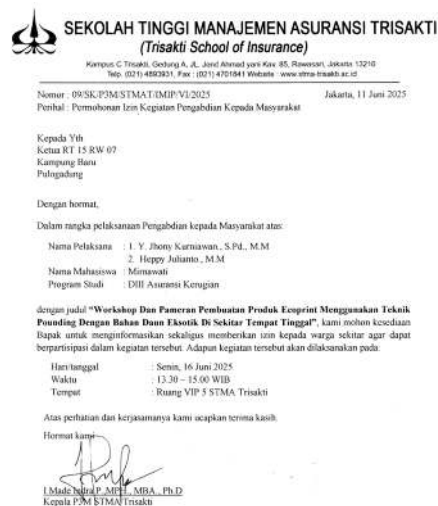 SEKOLAH TINGGI MANAJEMEN ASURANSI TRISAKTI
(Trisakti School of Insurance)
Kampus C Trisakti, Gedung A, JL. Jend Ahmad yani Kav. 85, Rawasari, Jakarta 13210
Telp. (021) 4893931, Fax : (021) 4701641 Website : www.stma-trisakti.ac.id
Nomor : 09/SK/P3M/STMAT/IMIP/VI/2025 Jakarta, 11 Juni 2025
Perihal : Permohonan Izin Kegiatan Pengabdian Kepada Masyarakat
Kepada Yth
Ketua RT 15 RW 07
Kampung Baru
Pulogadung
Dengan hormat,
Dalam rangka pelaksanaan Pengabdian kepada Masyarakat atas:
Nama Pelaksana : 1. Y. Jhony Kurniawan., S.Pd., M.M
2. Heppy Julianto., M.M
Nama Mahasiswa : Mirnawati
Program Studi : DIII Asuransi Kerugian
dengan judul “Workshop Dan Pameran Pembuatan Produk Ecoprint Menggunakan Teknik
Pounding Dengan Bahan Daun Eksotik Di Sekitar Tempat Tinggal”, kami mohon kesediaan
Bapak untuk menginformasikan sekaligus memberikan izin kepada warga sekitar agar dapat
berpartisipasi dalam kegiatan tersebut. Adapun kegiatan tersebut akan dilaksanakan pada:
Hari/tanggal : Senin, 16 Juni 2025
Waktu : 13.30 – 15.00 WIB
Tempat : Ruang VIP 5 STMA Trisakti
Atas perhatian dan kerjasamanya kami ucapkan terima kasih.
Hormat kami
I Made Indra P., MPH., MBA., Ph.D
Kepala P3M STMA Trisakti